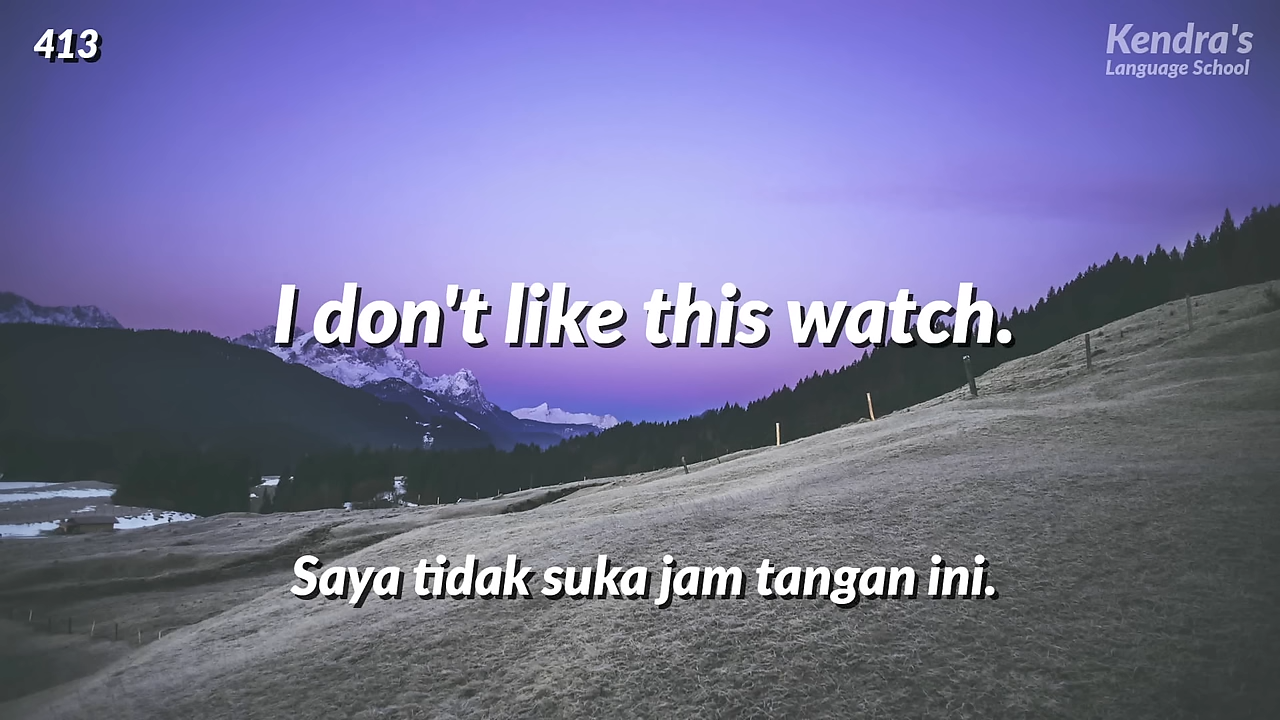 413
Kendra's
Language School
I don't like this watch.
Saya tidak suka jam tangan ini.